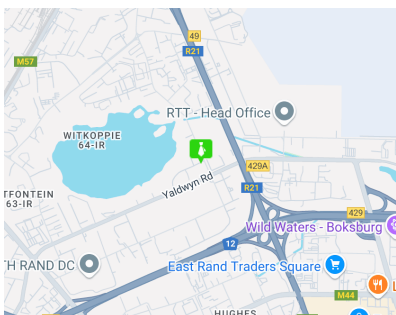 49
R21
M57
RTT - Head Office
WITKOPPIE
64-IR
429A
Yaldwyn Rd
R21
TFONTEIN
63-IR
429
Wild Waters - Boksburg
12
TH RAND DC
East Rand Traders Square
M44
HUGHES